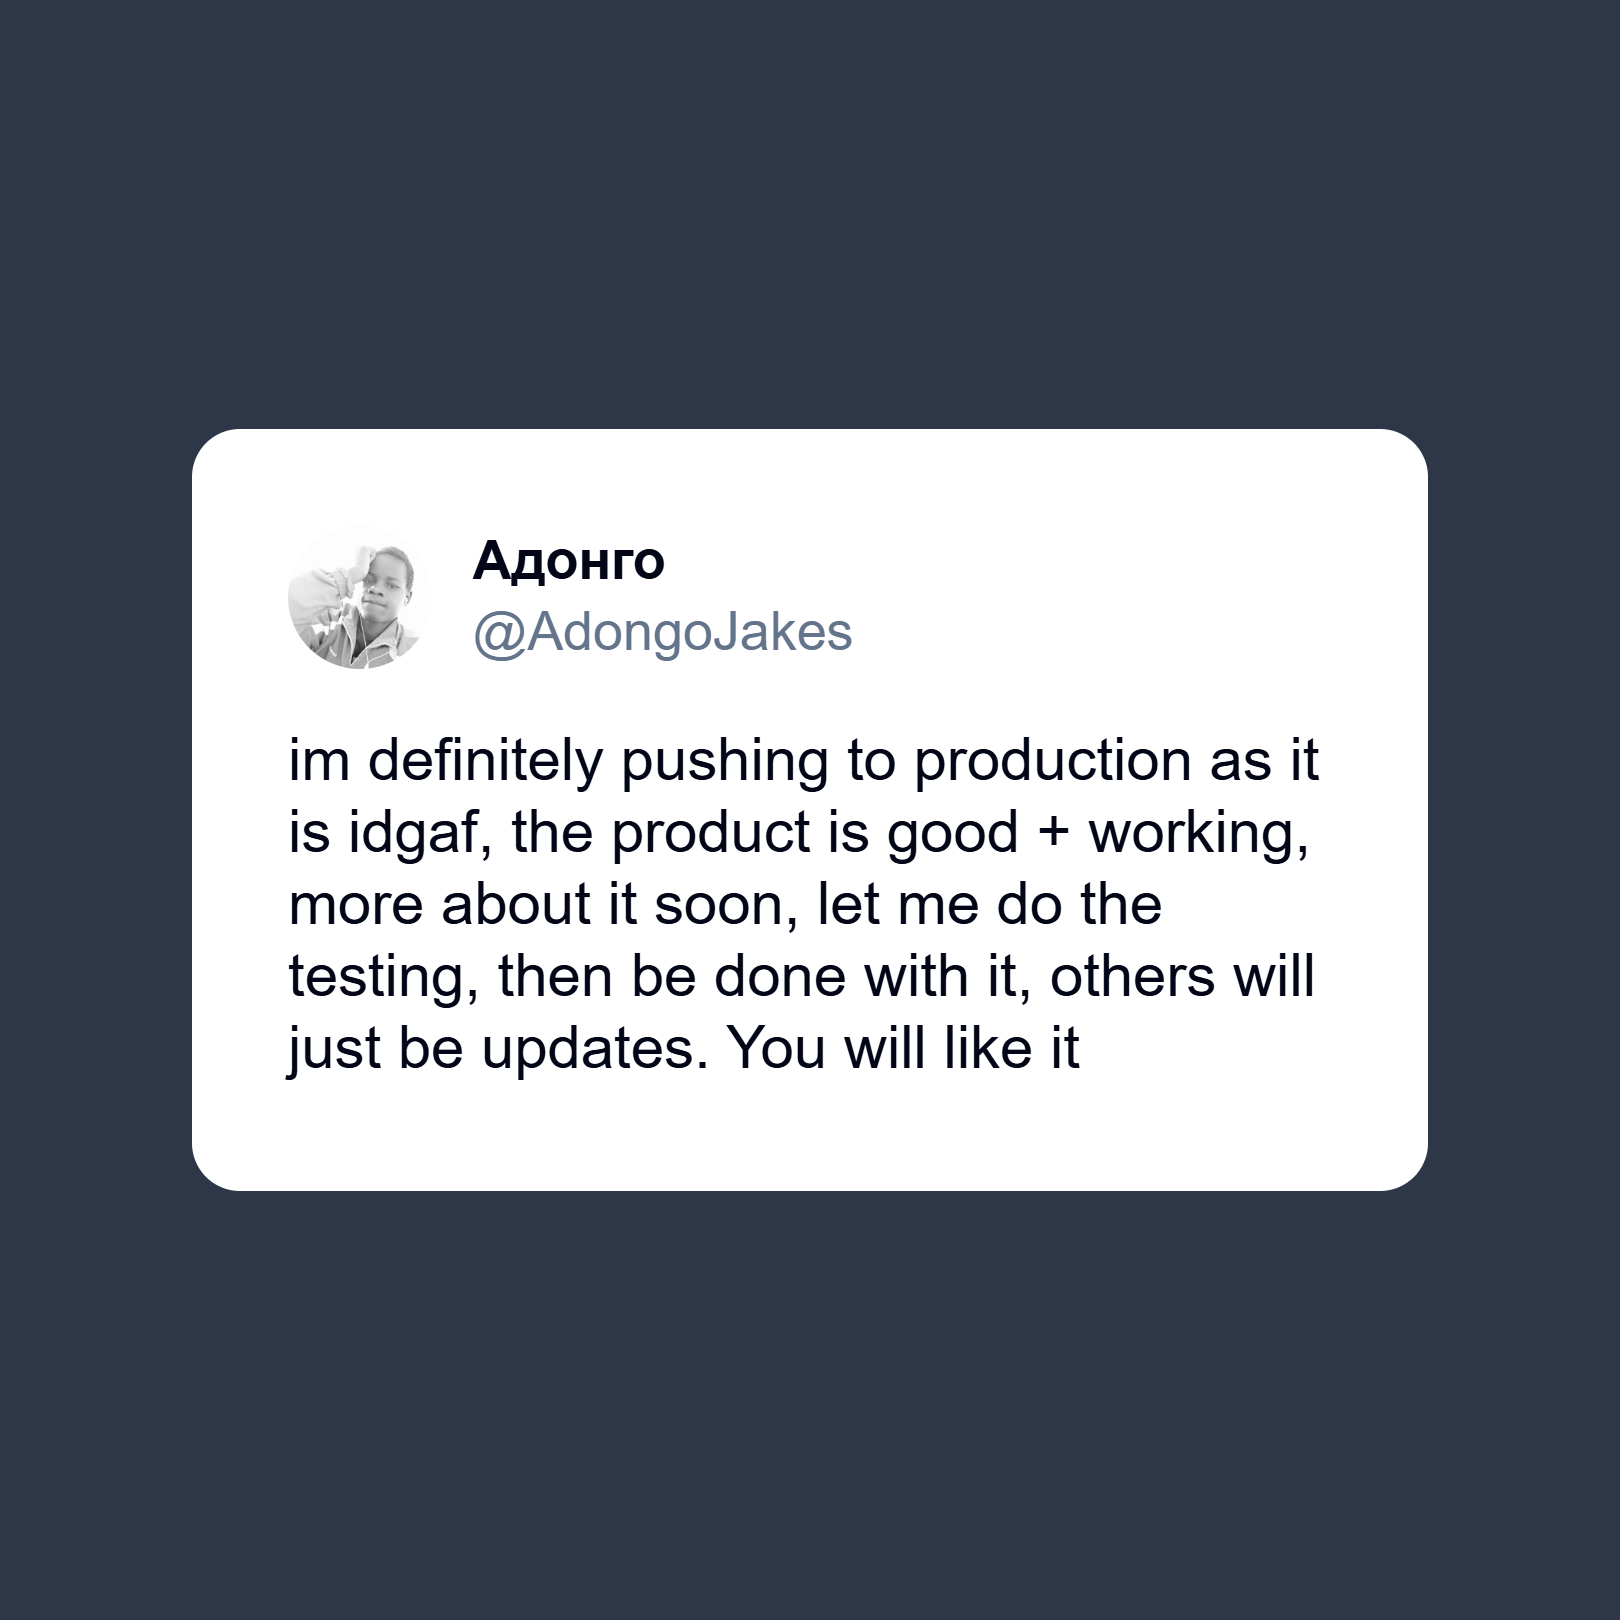 Адонго
@AdongoJakes
im definitely pushing to production as it
is idgaf, the product is good + working,
more about it soon, let me do the
testing, then be done with it, others will
just be updates. You will like it